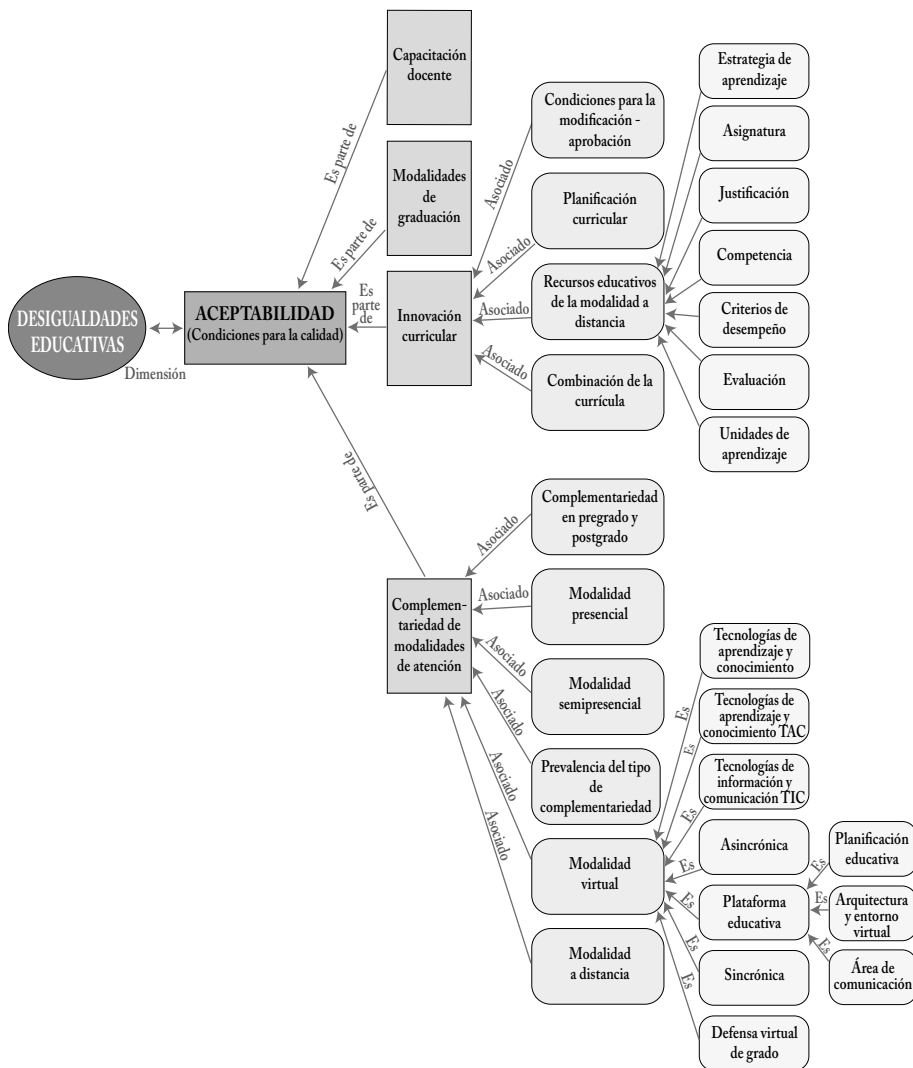 DESIGUALDADES
EDUCATIVAS
Dimensión
ACEPTABILIDAD
(Condiciones para la calidad)
Es parte de
Es parte de
Es
parte
de
Es parte de
Capacitación
docente
Modalidades
de
graduación
Innovación
curricular
Asociado
Asociado
Asociado
Asociado
Condiciones para la
modificación -
aprobación
Planificación
curricular
Recursos educativos
de la modalidad a
distancia
Combinación de la
currícula
Estrategia de
aprendizaje
Asignatura
Justificación
Competencia
Criterios de
desempeño
Evaluación
Unidades de
aprendizaje
Complemen-
tariedad de
modalidades
de atención
Asociado
Asociado
Asociado
Asociado
Asociado
Asociado
Complementariedad
en pregrado y
postgrado
Modalidad
presencial
Modalidad
semipresencial
Prevalencia del tipo
de
complementariedad
Modalidad
virtual
Modalidad
a distancia
Es
Es
Es
Es
Es
Es
Es
Tecnologías de
aprendizaje y
conocimiento
Tecnologías de
aprendizaje y
conocimiento TAC
Tecnologías de
información y
comunicación TIC
Asincrónica
Plataforma
educativa
Sincrónica
Defensa virtual
de grado
Es
Es
Es
Planificación
educativa
Arquitectura
y entorno
virtual
Área de
comunicación